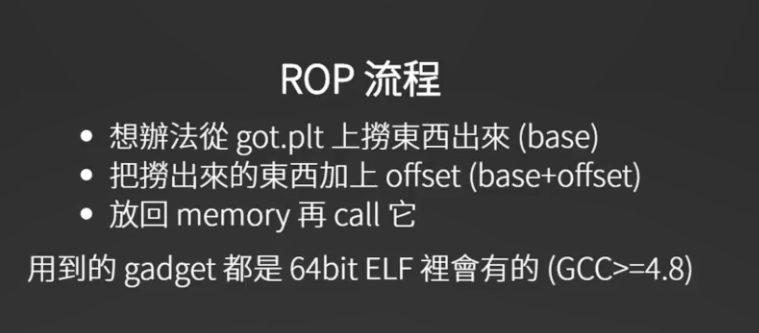 ROP 流程
• 想辦法從 got.plt 上撈東西出來 (base)
• 把撈出來的東西加上 offset (base+offset)
• 放回 memory 再 call 它
用到的 gadget 都是 64bit ELF 裡會有的 (GCC>=4.8)